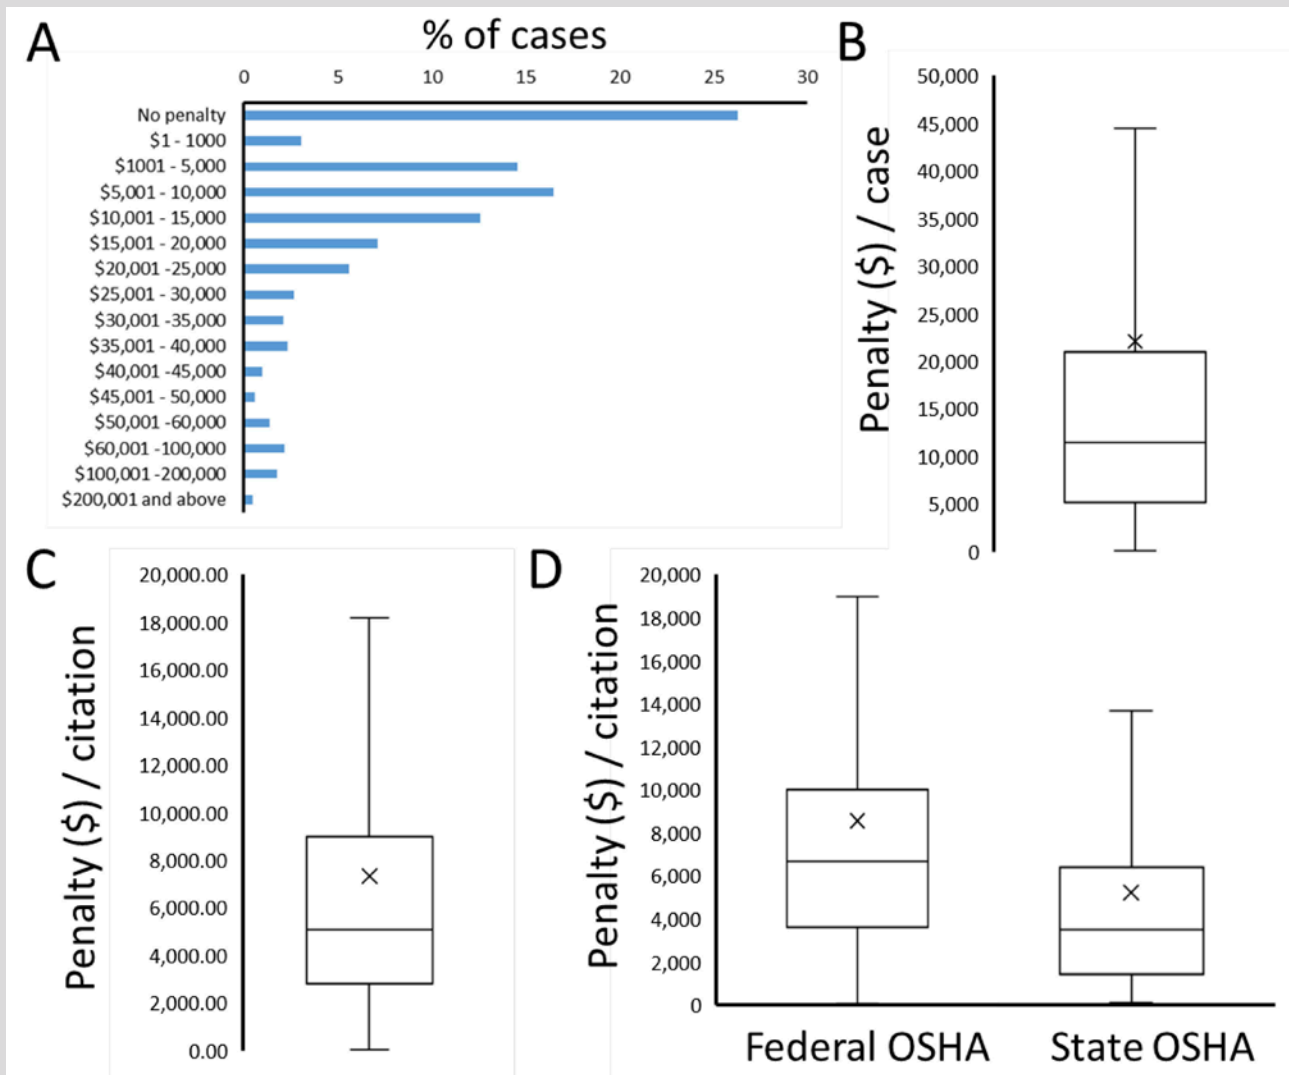 A
% of cases
0 5 10 15 20 25 30
No penalty
$1 - 1000
$1001 - 5,000
$5,001 - 10,000
$10,001 - 15,000
$15,001 - 20,000
$20,001 -25,000
$25,001 - 30,000
$30,001 -35,000
$35,001 - 40,000
$40,001 -45,000
$45,001 - 50,000
$50,001 -60,000
$60,001 -100,000
$100,001 -200,000
$200,001 and above
B
Penalty ($) / case
50,000
45,000
40,000
35,000
30,000
25,000
20,000
15,000
10,000
5,000
0
C
Penalty ($) / citation
20,000.00
18,000.00
16,000.00
14,000.00
12,000.00
10,000.00
8,000.00
6,000.00
4,000.00
2,000.00
0.00
D
Penalty ($) / citation
20,000
18,000
16,000
14,000
12,000
10,000
8,000
6,000
4,000
2,000
0
Federal OSHA State OSHA